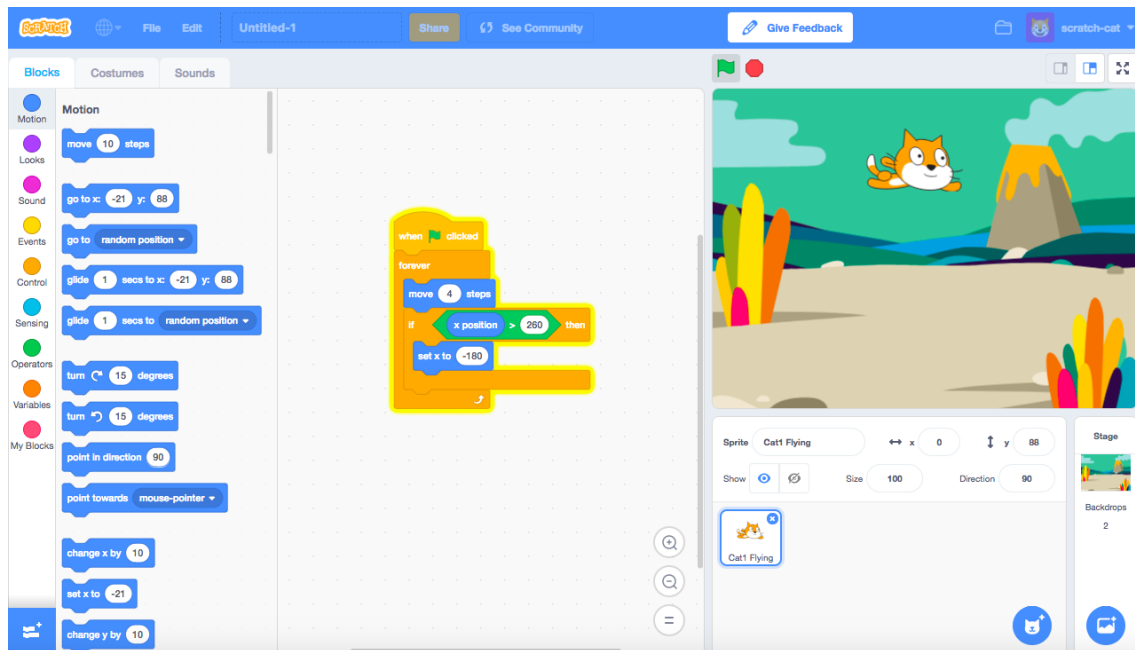 SCRATCH File Edit Untitled-1 Share See Community Give Feedback scratch-cat
Blocks Costumes Sounds
Motion
Looks
Sound
Events
Control
Sensing
Operators
Variables
My Blocks
Motion
move 10 steps
go to x: -21 y: 88
go to random position
glide 1 secs to x: -21 y: 88
glide 1 secs to random position
turn 15 degrees
turn 15 degrees
point in direction 90
point towards mouse-pointer
change x by 10
set x to -21
change y by 10
when clicked
forever
move 4 steps
if x position > 260 then
set x to -180
Sprite Cat1 Flying x 0 y 88
Show Size 100 Direction 90
Cat1 Flying
Stage
Backdrops
2